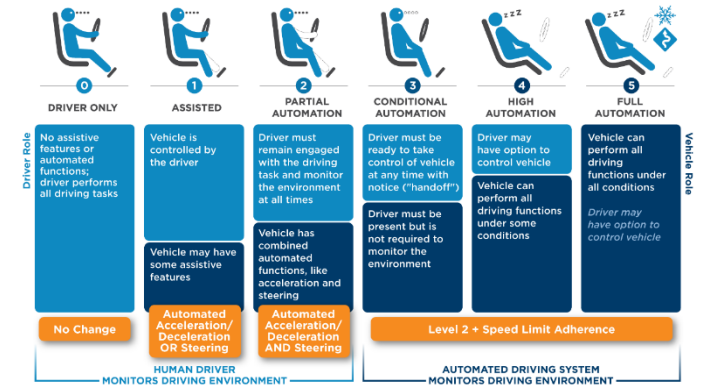 zzz
zzz
0
1
2
3
4
5
DRIVER ONLY
ASSISTED
PARTIAL
AUTOMATION
CONDITIONAL
AUTOMATION
HIGH
AUTOMATION
FULL
AUTOMATION
Driver Role
No assistive
features or
automated
functions;
driver performs
all driving tasks
Vehicle is
controlled by
the driver
Vehicle may have
some assistive
features
Driver must
remain engaged
with the driving
task and monitor
the environment
at all times
Vehicle has
combined
automated
functions, like
acceleration and
steering
Driver must be
ready to take
control of vehicle
at any time with
notice ("handoff")
Driver must be
present but is
not required to
monitor the
environment
Driver may
have option to
control vehicle
Vehicle can
perform all
driving functions
under some
conditions
Vehicle can
perform all
driving
functions under
all conditions
Driver may
have option to
control vehicle
Vehicle Role
No Change
Automated
Acceleration/
Deceleration
OR Steering
Automated
Acceleration/
Deceleration
AND Steering
Level 2 + Speed Limit Adherence
HUMAN DRIVER
MONITORS DRIVING ENVIRONMENT
AUTOMATED DRIVING SYSTEM
MONITORS DRIVING ENVIRONMENT